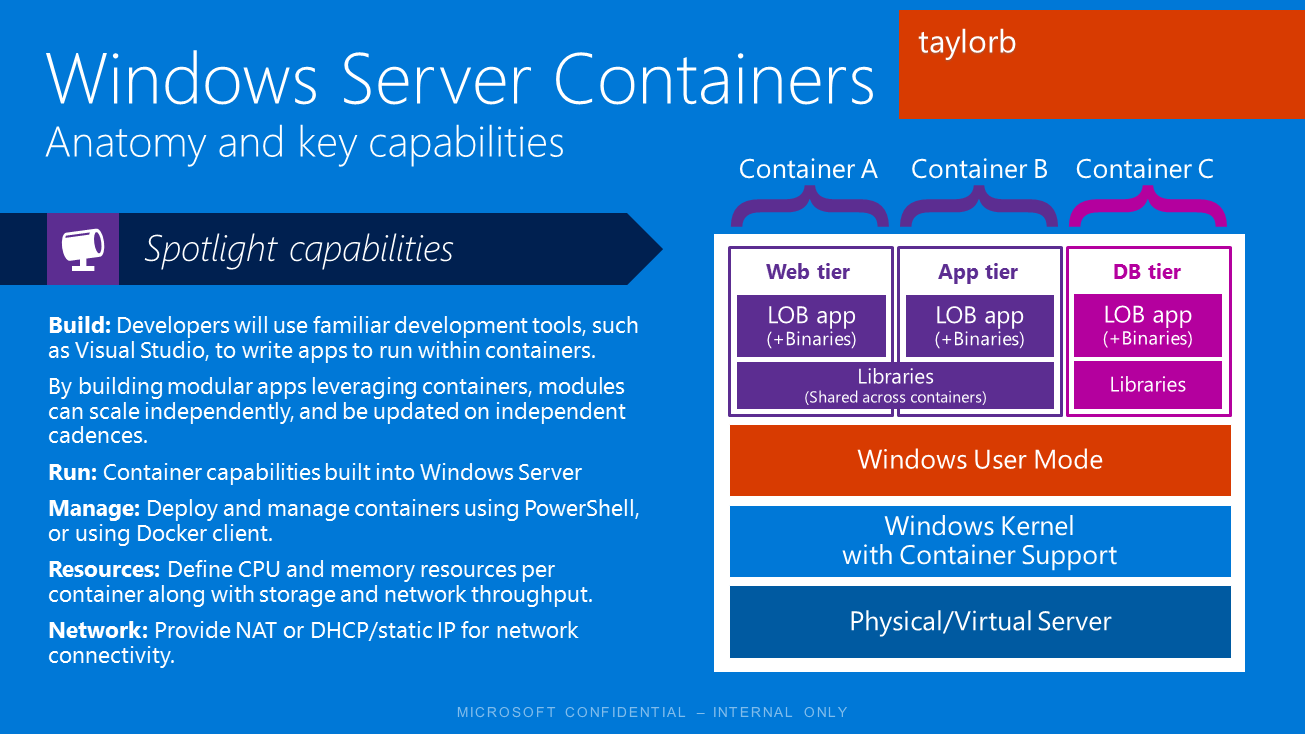 taylorb
Windows Server Containers
Anatomy and key capabilities
Spotlight capabilities
Build: Developers will use familiar development tools, such
as Visual Studio, to write apps to run within containers.
By building modular apps leveraging containers, modules
can scale independently, and be updated on independent
cadences.
Run: Container capabilities built into Windows Server
Manage: Deploy and manage containers using PowerShell,
or using Docker client.
Resources: Define CPU and memory resources per
container along with storage and network throughput.
Network: Provide NAT or DHCP/static IP for network
connectivity.
Container A Container B Container C
Web tier App tier DB tier
LOB app LOB app LOB app
(+Binaries) (+Binaries) (+Binaries)
Libraries
(Shared across containers)
Libraries
Windows User Mode
Windows Kernel
with Container Support
Physical/Virtual Server
MICROSOFT CONFIDENTIAL – INTERNAL ONLY